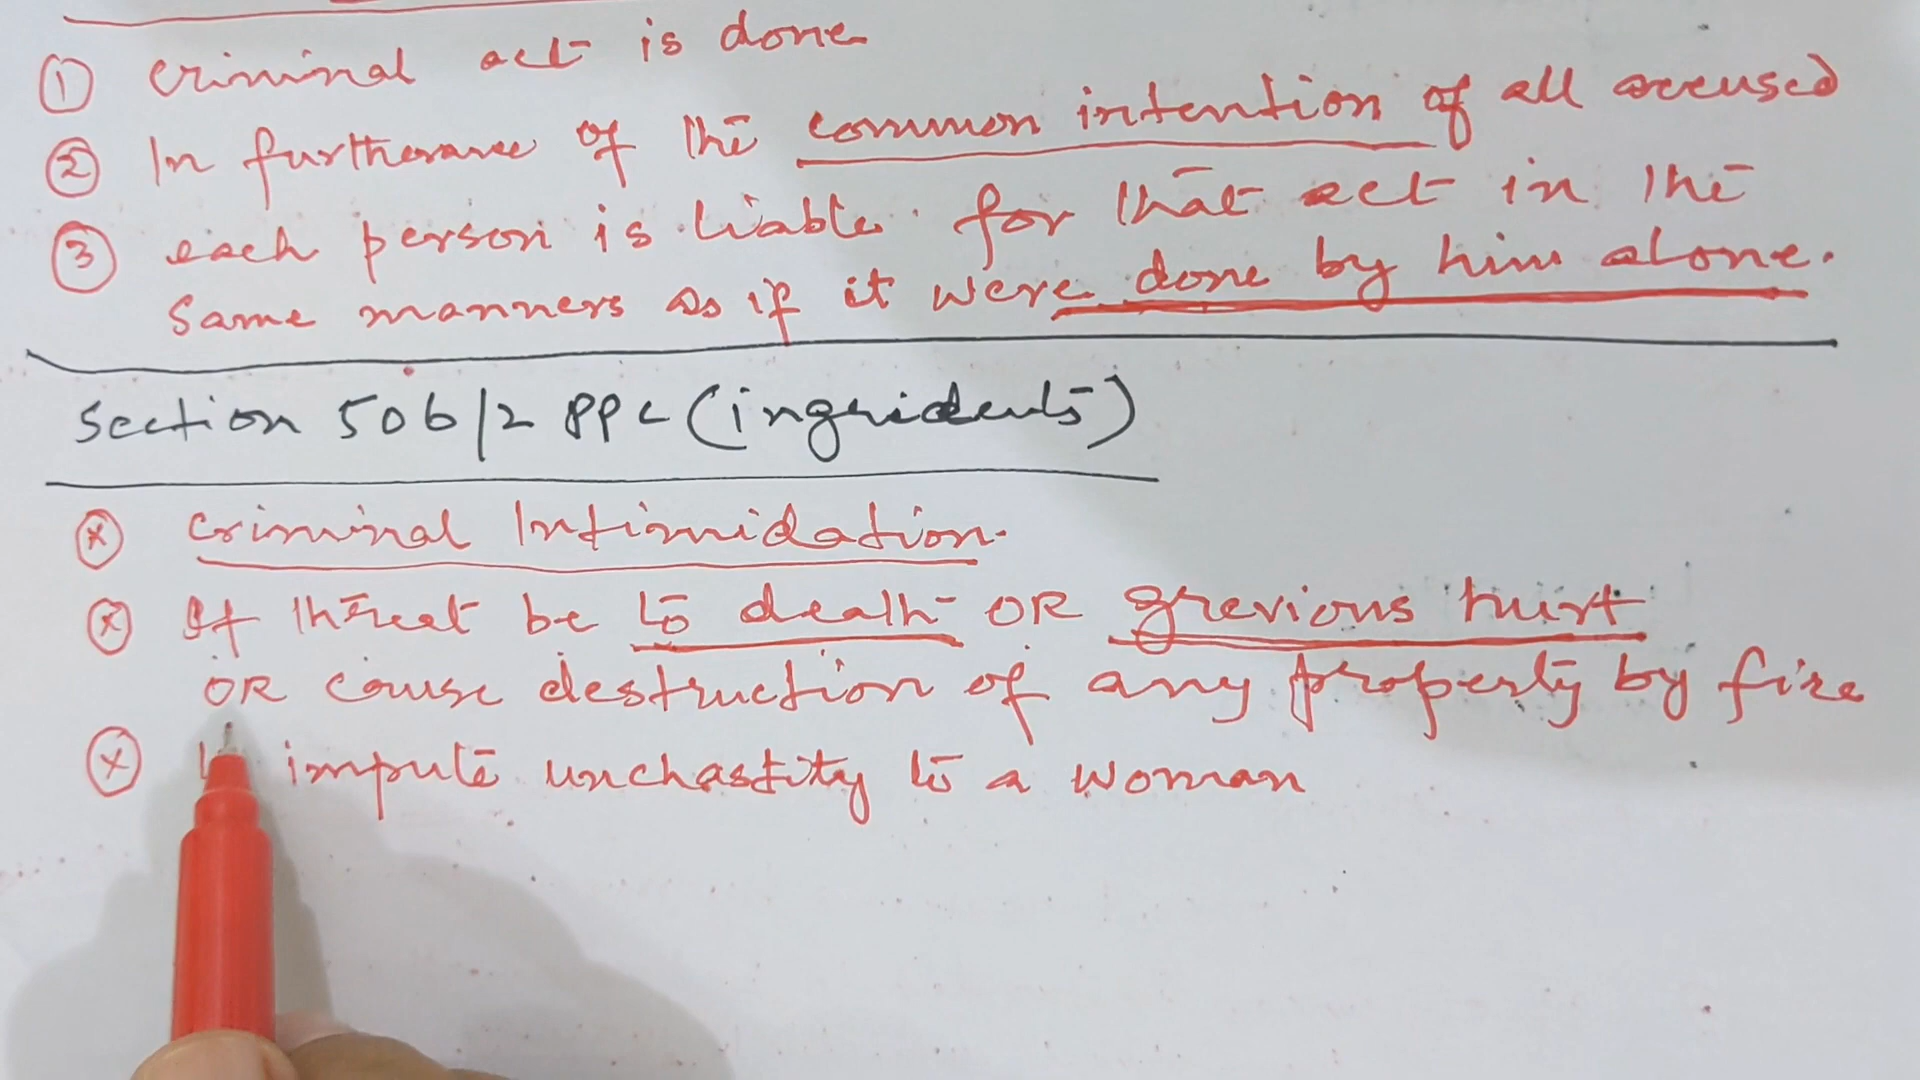 ① criminal act is done
② In furtherance of the common intention of all accused
③ each person is liable for that act in the
Same manners as if it were done by him alone.
Section 506/2 PPC (ingridents)
criminal Intimidation.
If threat be to death OR grevious hurt
OR cause destruction of any property by fire
impute unchastity to a woman